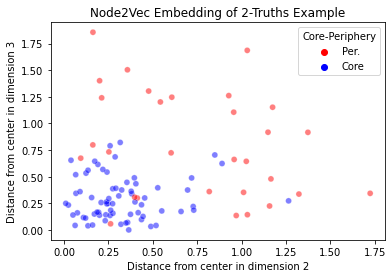 Node2Vec Embedding of 2-Truths Example
Core-Periphery
Per.
Core
Distance from center in dimension 3
1.75
1.50
1.25
1.00
0.75
0.50
0.25
0.00
0.00 0.25 0.50 0.75 1.00 1.25 1.50 1.75
Distance from center in dimension 2